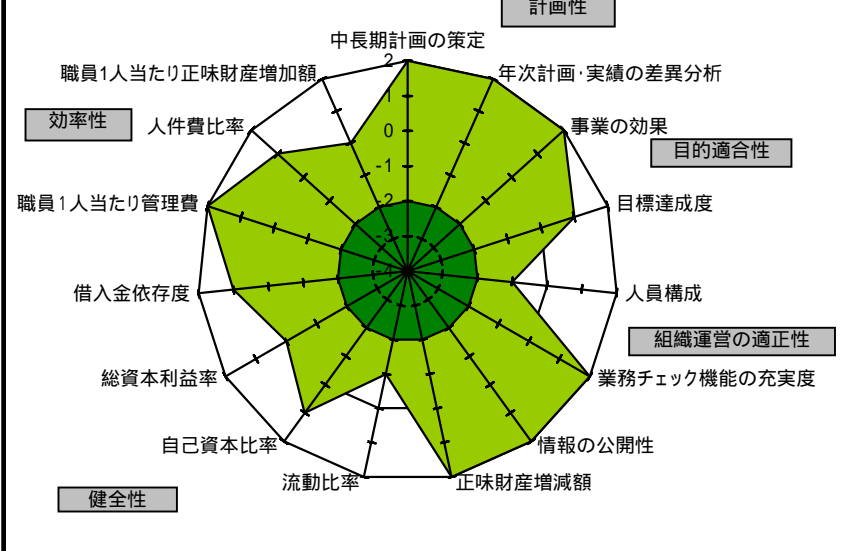 計画性
中長期計画の策定
職員1人当たり正味財産増加額
年次計画・実績の差異分析
効率性
人件費比率
事業の効果
目的適合性
職員1人当たり管理費
目標達成度
2
1
0
-1
-2
-3
-4
借入金依存度
人員構成
組織運営の適正性
総資本利益率
業務チェック機能の充実度
自己資本比率
情報の公開性
流動比率
正味財産増減額
健全性